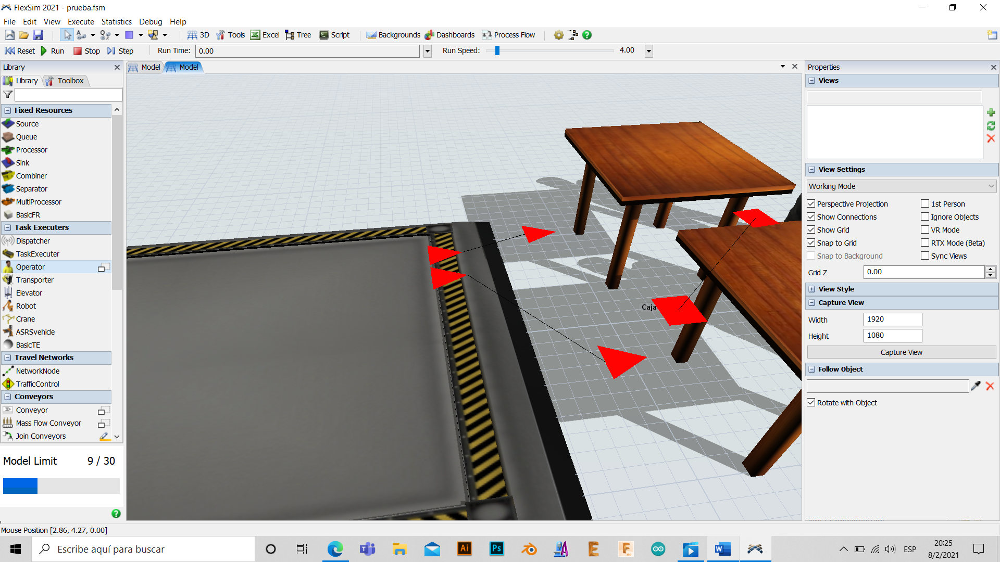 FlexSim 2021 - prueba.fsm
File Edit View Execute Statistics Debug Help
3D Tools Excel Tree Script Backgrounds Dashboards Process Flow
Reset Run Stop Step Run Time: 0.00 Run Speed: 4.00
Library
Library Toolbox
Fixed Resources
Source
Queue
Processor
Sink
Combiner
Separator
MultiProcessor
BasicFR
Task Executers
Dispatcher
TaskExecuter
Operator
Transporter
Elevator
Robot
Crane
ASRSvehicle
BasicTE
Travel Networks
NetworkNode
TrafficControl
Conveyors
Conveyor
Mass Flow Conveyor
Join Conveyors
Model Limit 9 / 30
Model Model
Caja
Properties
Views
View Settings
Working Mode
Perspective Projection 1st Person
Show Connections Ignore Objects
Show Grid VR Mode
Snap to Grid RTX Mode (Beta)
Snap to Background Sync Views
Grid Z 0.00
View Style
Capture View
Width 1920
Height 1080
Capture View
Follow Object
Rotate with Object
Mouse Position [2.86, 4.27, 0.00]
Escribe aquí para buscar
Ai
Ps
ESP
20:25
8/2/2021